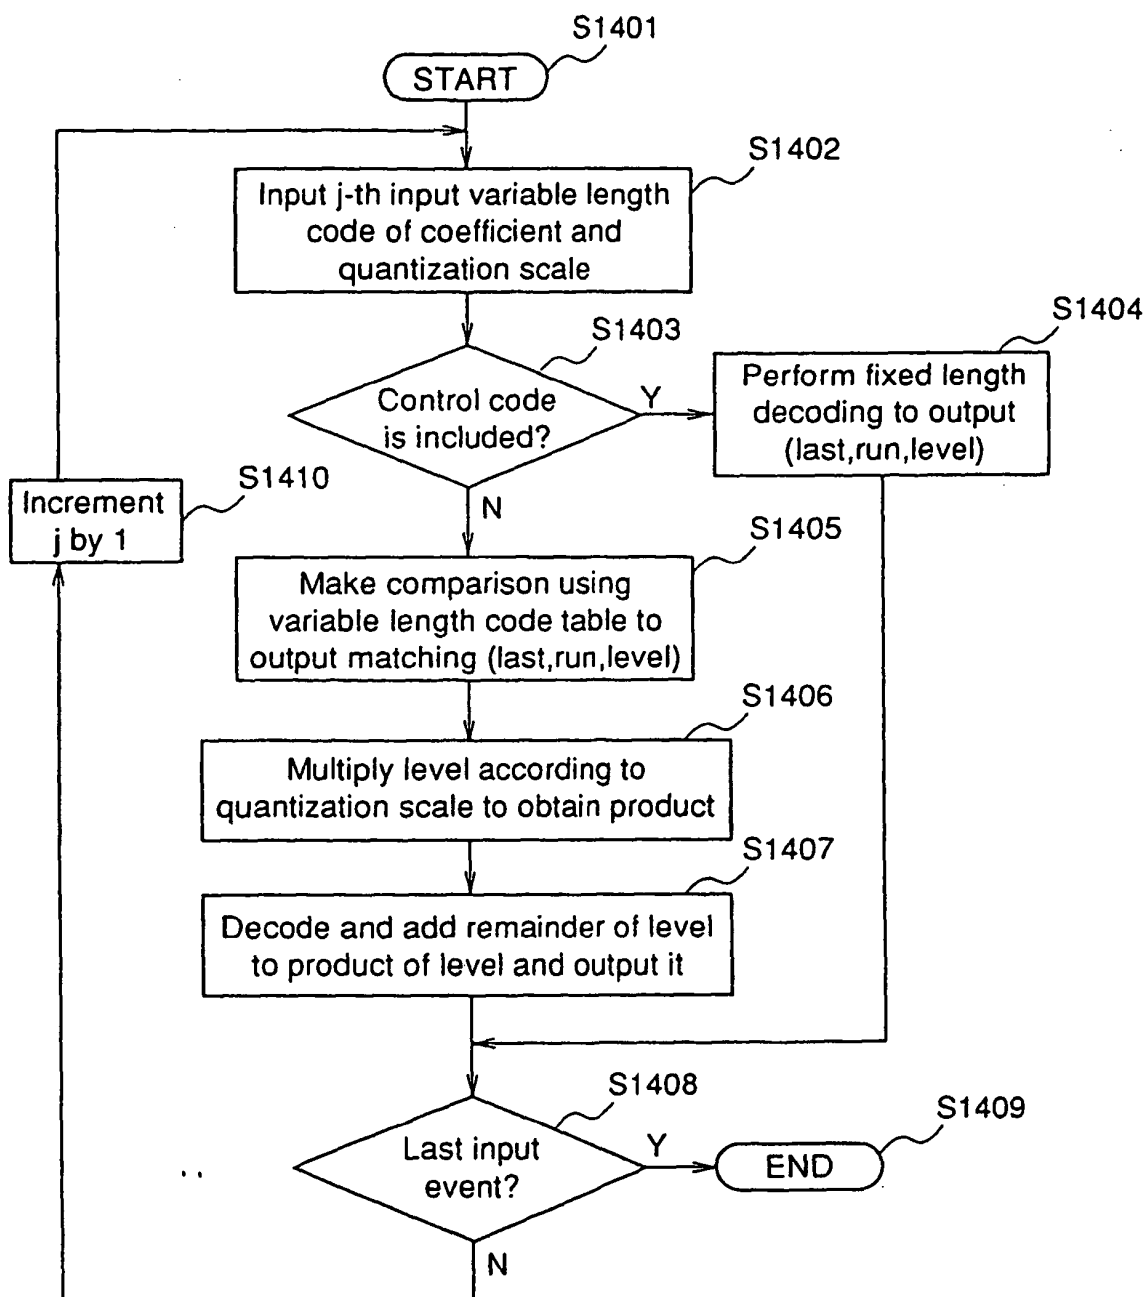 S1401
START
S1402
Input j-th input variable length
code of coefficient and
quantization scale
S1403
Control code
is included?
Y
N
S1404
Perform fixed length
decoding to output
(last,run,level)
S1410
Increment
j by 1
S1405
Make comparison using
variable length code table to
output matching (last,run,level)
S1406
Multiply level according to
quantization scale to obtain product
S1407
Decode and add remainder of level
to product of level and output it
S1408
Last input
event?
Y
N
S1409
END